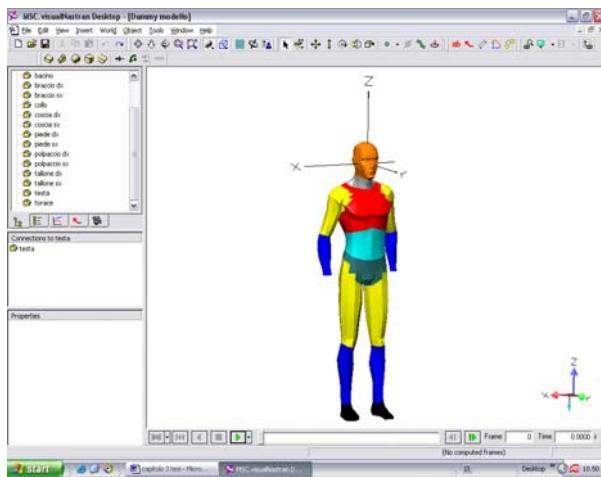 MSC.visualNastran Desktop - [Dummy modello]
File Edit View Insert World Object Tools Window Help
bacino
braccio dx
braccio sx
collo
coscia dx
coscia sx
piede dx
piede sx
polpaccio dx
polpaccio sx
tallone dx
tallone sx
testa
torace
Connections to testa
testa
Properties
Z
X
Y
Z
X
Y
Frame 0 Time 0.0000
(No computed frames)
start
capitolo 3 tesi - Micro...
MSC.visualNastran D...
IT
Desktop
10.50